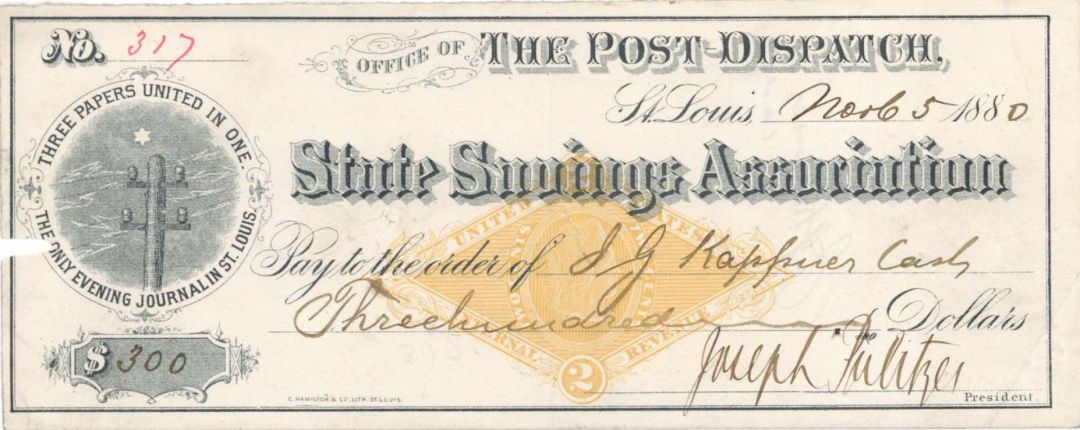 No. 317
OFFICE OF THE POST-DISPATCH,
St. Louis, Novb 5 1880
THREE PAPERS UNITED IN ONE
THE ONLY EVENING JOURNAL IN ST. LOUIS.
State Savings Association
UNITED STATES
INTERNAL REVENUE
2
Pay to the order of J G Kappner Cash
Three hundred no Dollars
$300
Joseph Pulitzer
President.
C. HAMILTON & CO. LITH. ST. LOUIS.